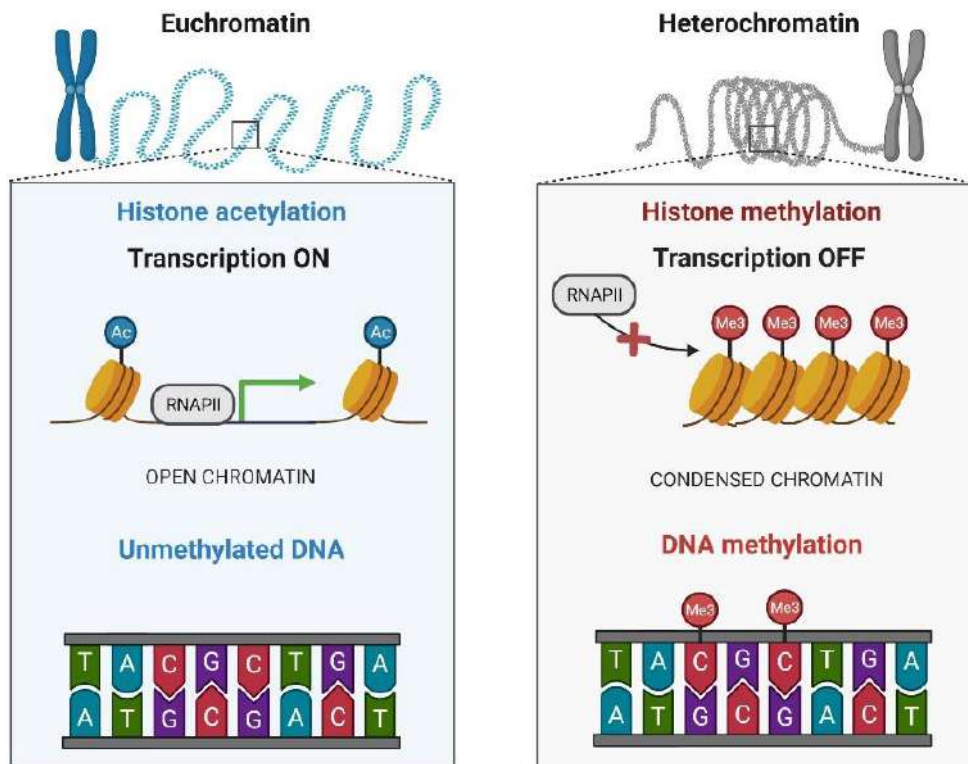 Euchromatin
Histone acetylation
Transcription ON
Ac
Ac
RNAPII
OPEN CHROMATIN
Unmethylated DNA
T A C G C T G A
A T G C G A C T
Heterochromatin
Histone methylation
Transcription OFF
RNAPII
Me3 Me3 Me3 Me3
CONDENSED CHROMATIN
DNA methylation
Me3 Me3
T A C G C T G A
A T G C G A C T